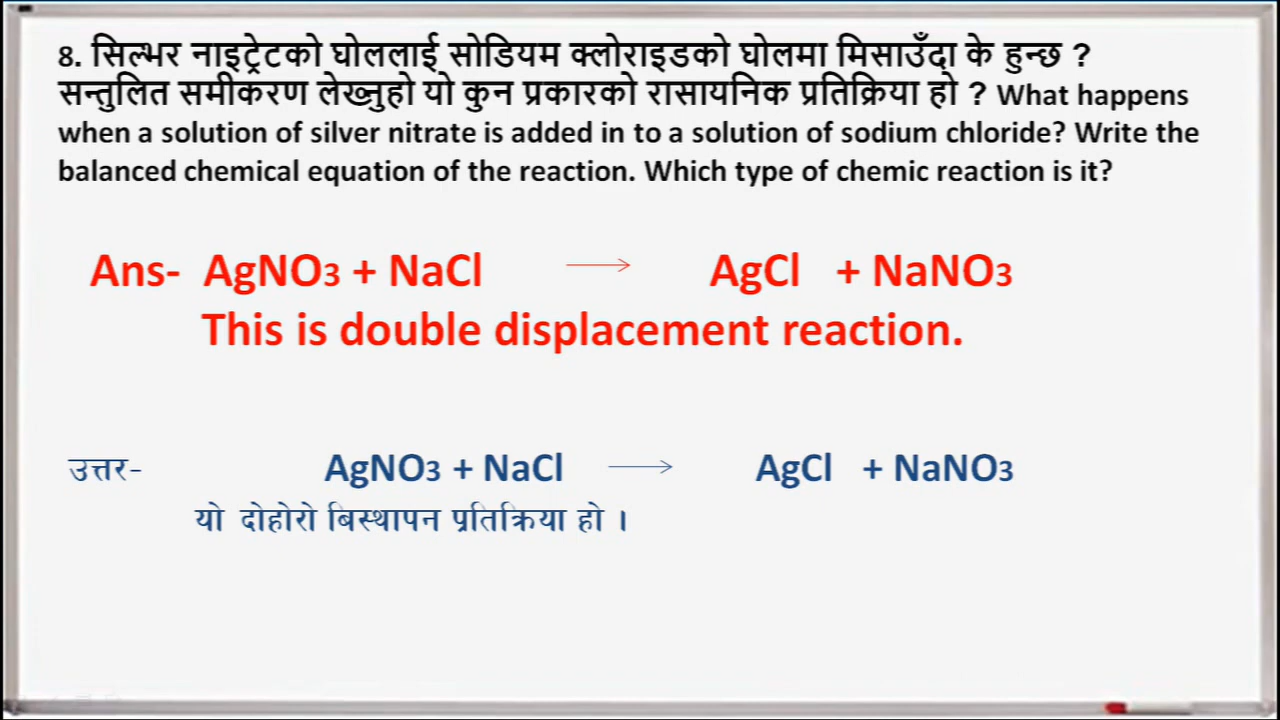 8. सिल्भर नाइट्रेटको घोललाई सोडियम क्लोराइडको घोलमा मिसाउँदा के हुन्छ ?
सन्तुलित समीकरण लेख्नुहो यो कुन प्रकारको रासायनिक प्रतिक्रिया हो ? What happens
when a solution of silver nitrate is added in to a solution of sodium chloride? Write the
balanced chemical equation of the reaction. Which type of chemic reaction is it?
Ans- AgNO3 + NaCl → AgCl + NaNO3
This is double displacement reaction.
उत्तर- AgNO3 + NaCl → AgCl + NaNO3
यो दोहोरो बिस्थापन प्रतिक्रिया हो ।